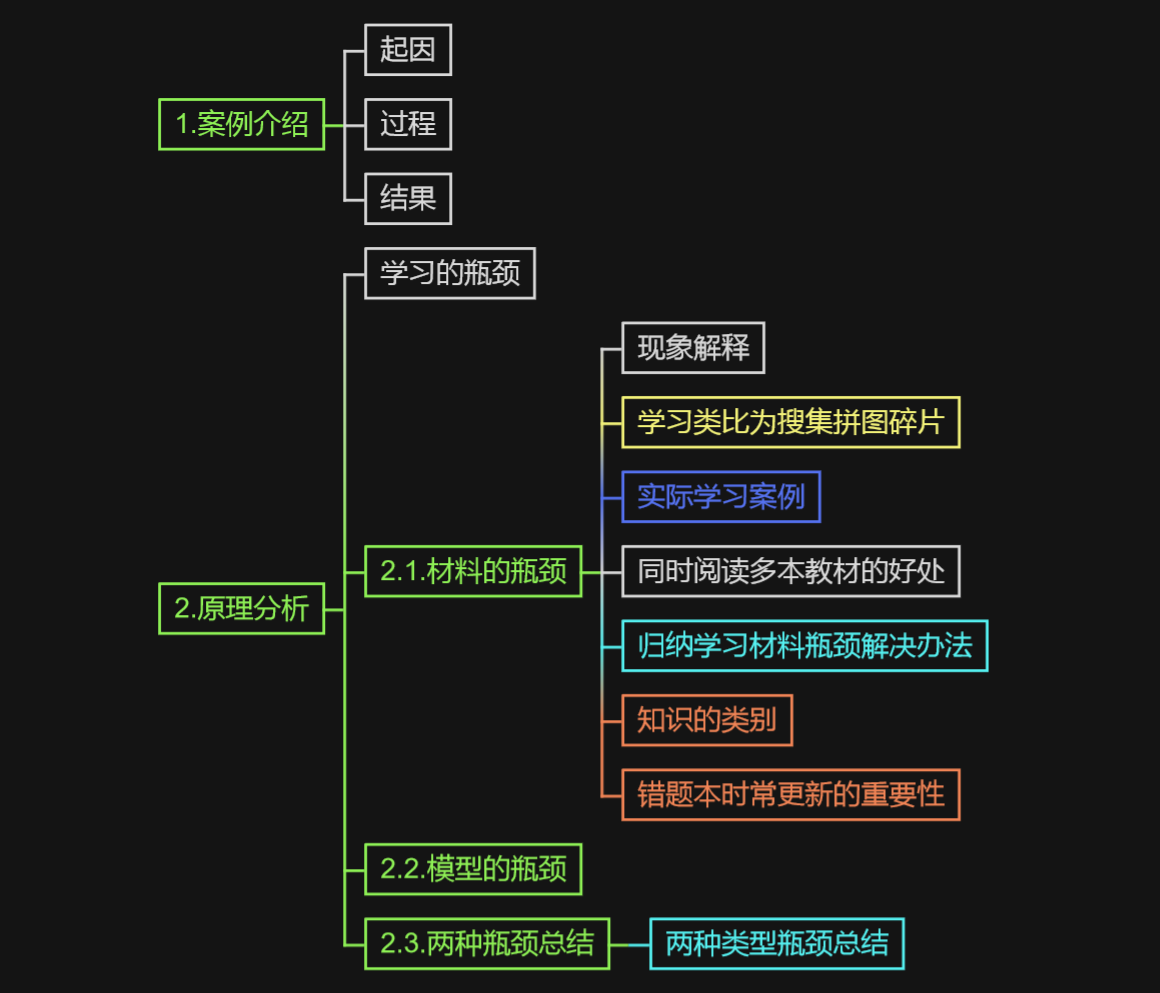 起因
1.案例介绍
过程
结果
学习的瓶颈
现象解释
学习类比为搜集拼图碎片
实际学习案例
2.1.材料的瓶颈
同时阅读多本教材的好处
2.原理分析
归纳学习材料瓶颈解决办法
知识的类别
错题本时常更新的重要性
2.2.模型的瓶颈
2.3.两种瓶颈总结
两种类型瓶颈总结